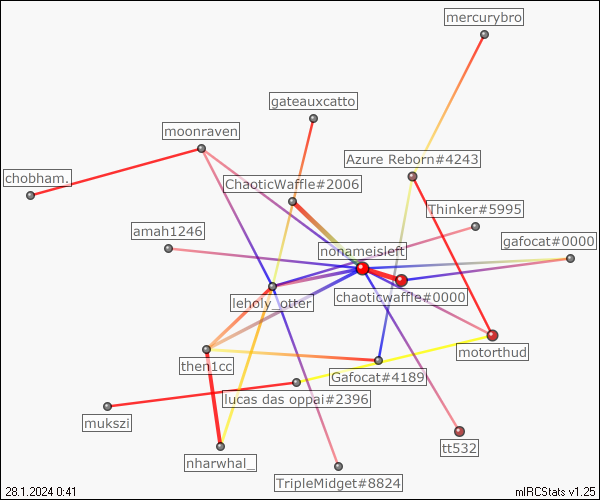 mercurybro
gateauxcatto
moonraven
Azure Reborn#4243
chobham.
ChaoticWaffle#2006
Thinker#5995
amah1246
gafocat#0000
nonameisleft
chaoticwaffle#0000
leholy_otter
motorthud
then1cc
Gafocat#4189
lucas das oppai#2396
mukszi
tt532
nharwhal_
TripleMidget#8824
28.1.2024 0:41
mIRCStats v1.25